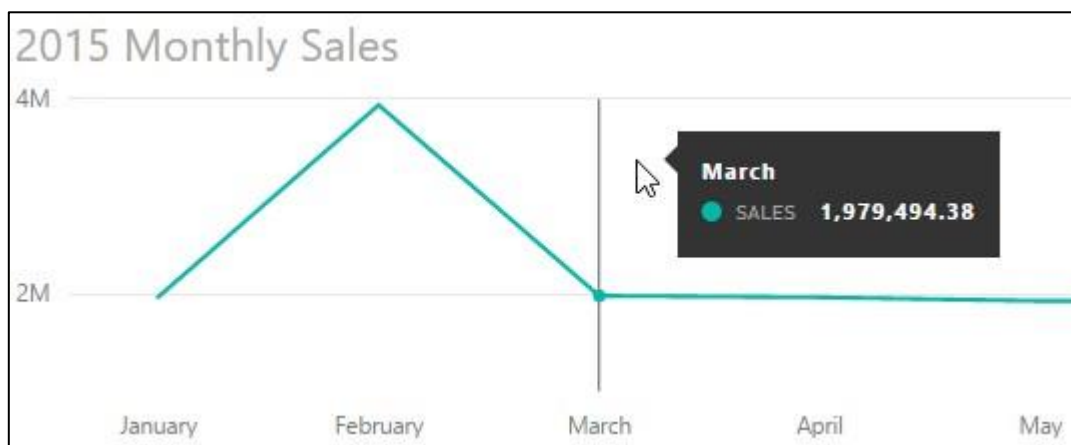 2015 Monthly Sales
4M
March
SALES 1,979,494.38
2M
January February March April May